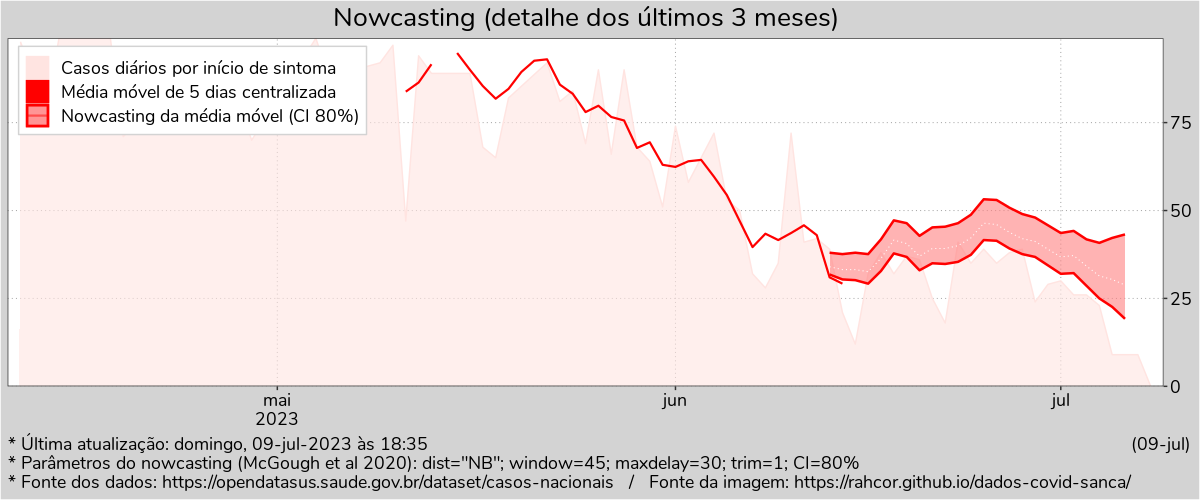 Nowcasting (detalhe dos últimos 3 meses)
Casos diários por início de sintoma
Média móvel de 5 dias centralizada
Nowcasting da média móvel (CI 80%)
75
50
25
0
mai
2023
jun
jul
* Última atualização: domingo, 09-jul-2023 às 18:35
(09-jul)
* Parâmetros do nowcasting (McGough et al 2020): dist="NB"; window=45; maxdelay=30; trim=1; CI=80%
* Fonte dos dados: https://opendatasus.saude.gov.br/dataset/casos-nacionais / Fonte da imagem: https://rahcor.github.io/dados-covid-sanca/